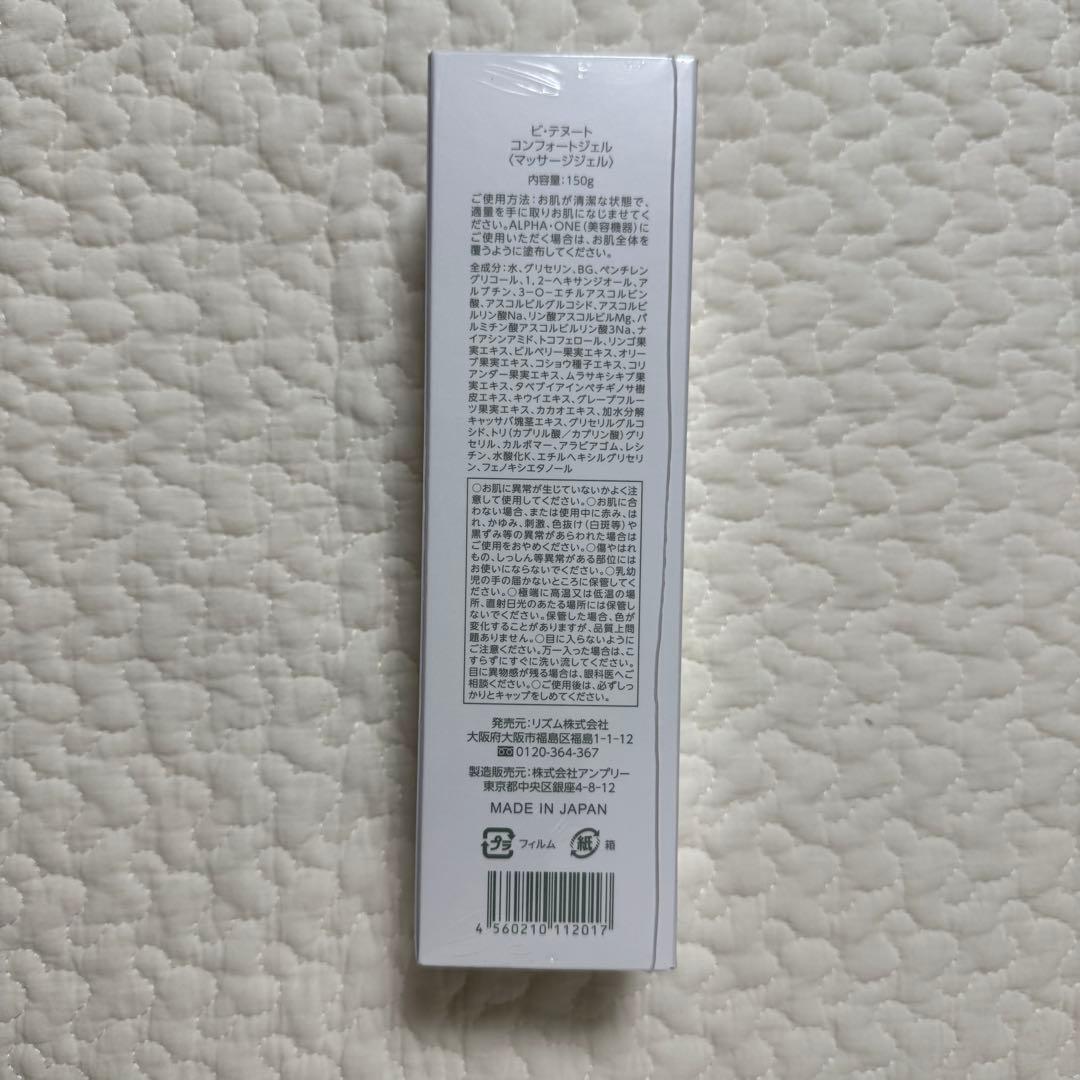 ビ・テヌート
コンフォートジェル
〈マッサージジェル〉
内容量：150g
ご使用方法：お肌が清潔な状態で、
適量を手に取りお肌になじませてく
ださい。ALPHA・ONE（美容機器）に
ご使用いただく場合は、お肌全体を
覆うように塗布してください。
全成分：水、グリセリン、BG、ペンチレン
グリコール、1，2－ヘキサンジオール、ア
ルブチン、3－O－エチルアスコルビン
酸、アスコルビルグルコシド、アスコルビ
ルリン酸Na、リン酸アスコルビルMg、パ
ルミチン酸アスコルビルリン酸3Na、ナ
イアシンアミド、トコフェロール、リンゴ果
実エキス、ビルベリー果実エキス、オリー
ブ果実エキス、コショウ種子エキス、コリ
アンダー果実エキス、ムラサキシキブ果
実エキス、タベブイアインペチギノサ樹
皮エキス、キウイエキス、グレープフルー
ツ果実エキス、カカオエキス、加水分解
キャッサバ塊茎エキス、グリセリルグルコ
シド、トリ（カプリル酸／カプリン酸）グリ
セリル、カルボマー、アラビアゴム、レシ
チン、水酸化K、エチルヘキシルグリセリ
ン、フェノキシエタノール
○お肌に異常が生じていないかよく注
意して使用してください。○お肌に合
わない場合、または使用中に赤み、は
れ、かゆみ、刺激、色抜け（白斑等）や
黒ずみ等の異常があらわれた場合は
ご使用をおやめください。○傷やはれ
もの、しっしん等異常がある部位には
お使いにならないでください。○乳幼
児の手の届かないところに保管してく
ださい。○極端に高温又は低温の場
所、直射日光のあたる場所には保管し
ないでください。保管した場合、色が
変化することがありますが、品質上問
題ありません。○目に入らないように
ご注意ください。万一入った場合は、こ
すらずにすぐに洗い流してください。
目に異物感が残る場合は、眼科医へご
相談ください。○ご使用後は、必ずしっ
かりとキャップをしめてください。
発売元：リズム株式会社
大阪府大阪市福島区福島1-1-12
0120-364-367
製造販売元：株式会社アンプリー
東京都中央区銀座4-8-12
MADE IN JAPAN
プラ フィルム 紙 箱
4 560210 112017